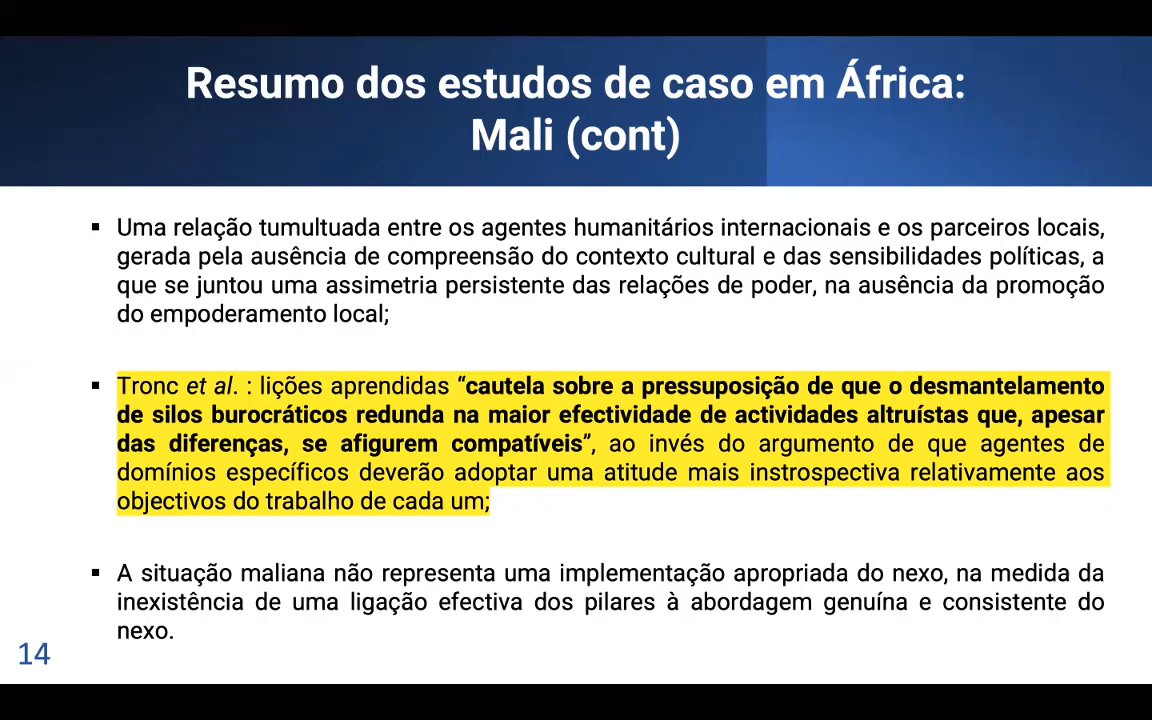 Resumo dos estudos de caso em África:
Mali (cont)
▪ Uma relação tumultuada entre os agentes humanitários internacionais e os parceiros locais,
gerada pela ausência de compreensão do contexto cultural e das sensibilidades políticas, a
que se juntou uma assimetria persistente das relações de poder, na ausência da promoção
do empoderamento local;
▪ Tronc et al. : lições aprendidas “cautela sobre a pressuposição de que o desmantelamento
de silos burocráticos redunda na maior efectividade de actividades altruístas que, apesar
das diferenças, se afigurem compatíveis”, ao invés do argumento de que agentes de
domínios específicos deverão adoptar uma atitude mais instrospectiva relativamente aos
objectivos do trabalho de cada um;
▪ A situação maliana não representa uma implementação apropriada do nexo, na medida da
inexistência de uma ligação efectiva dos pilares à abordagem genuína e consistente do
nexo.
14